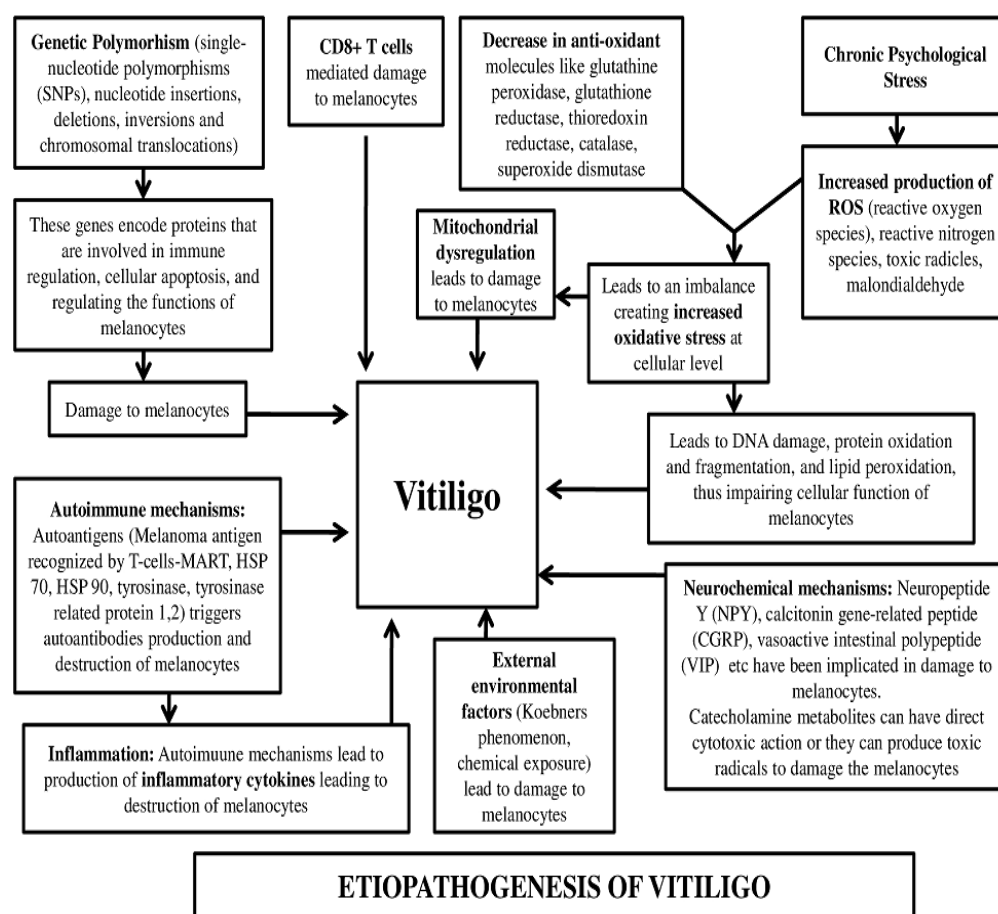 Genetic Polymorhism (single-
nucleotide polymorphisms
(SNPs), nucleotide insertions,
deletions, inversions and
chromosomal translocations)
CD8+ T cells
mediated damage
to melanocytes
Decrease in anti-oxidant
molecules like glutathine
peroxidase, glutathione
reductase, thioredoxin
reductase, catalase,
superoxide dismutase
Chronic Psychological
Stress
These genes encode proteins that
are involved in immune
regulation, cellular apoptosis, and
regulating the functions of
melanocytes
Mitochondrial
dysregulation
leads to damage
to melanocytes
Increased production of
ROS (reactive oxygen
species), reactive nitrogen
species, toxic radicles,
malondialdehyde
Leads to an imbalance
creating increased
oxidative stress at
cellular level
Damage to melanocytes
Vitiligo
Leads to DNA damage, protein oxidation
and fragmentation, and lipid peroxidation,
thus impairing cellular function of
melanocytes
Autoimmune mechanisms:
Autoantigens (Melanoma antigen
recognized by T-cells-MART, HSP
70, HSP 90, tyrosinase, tyrosinase
related protein 1,2) triggers
autoantibodies production and
destruction of melanocytes
Neurochemical mechanisms: Neuropeptide
Y (NPY), calcitonin gene-related peptide
(CGRP), vasoactive intestinal polypeptide
(VIP) etc have been implicated in damage to
melanocytes.
Catecholamine metabolites can have direct
cytotoxic action or they can produce toxic
radicals to damage the melanocytes
Inflammation: Autoimuune mechanisms lead to
production of inflammatory cytokines leading to
destruction of melanocytes
External
environmental
factors (Koebners
phenomenon,
chemical exposure)
lead to damage to
melanocytes
ETIOPATHOGENESIS OF VITILIGO